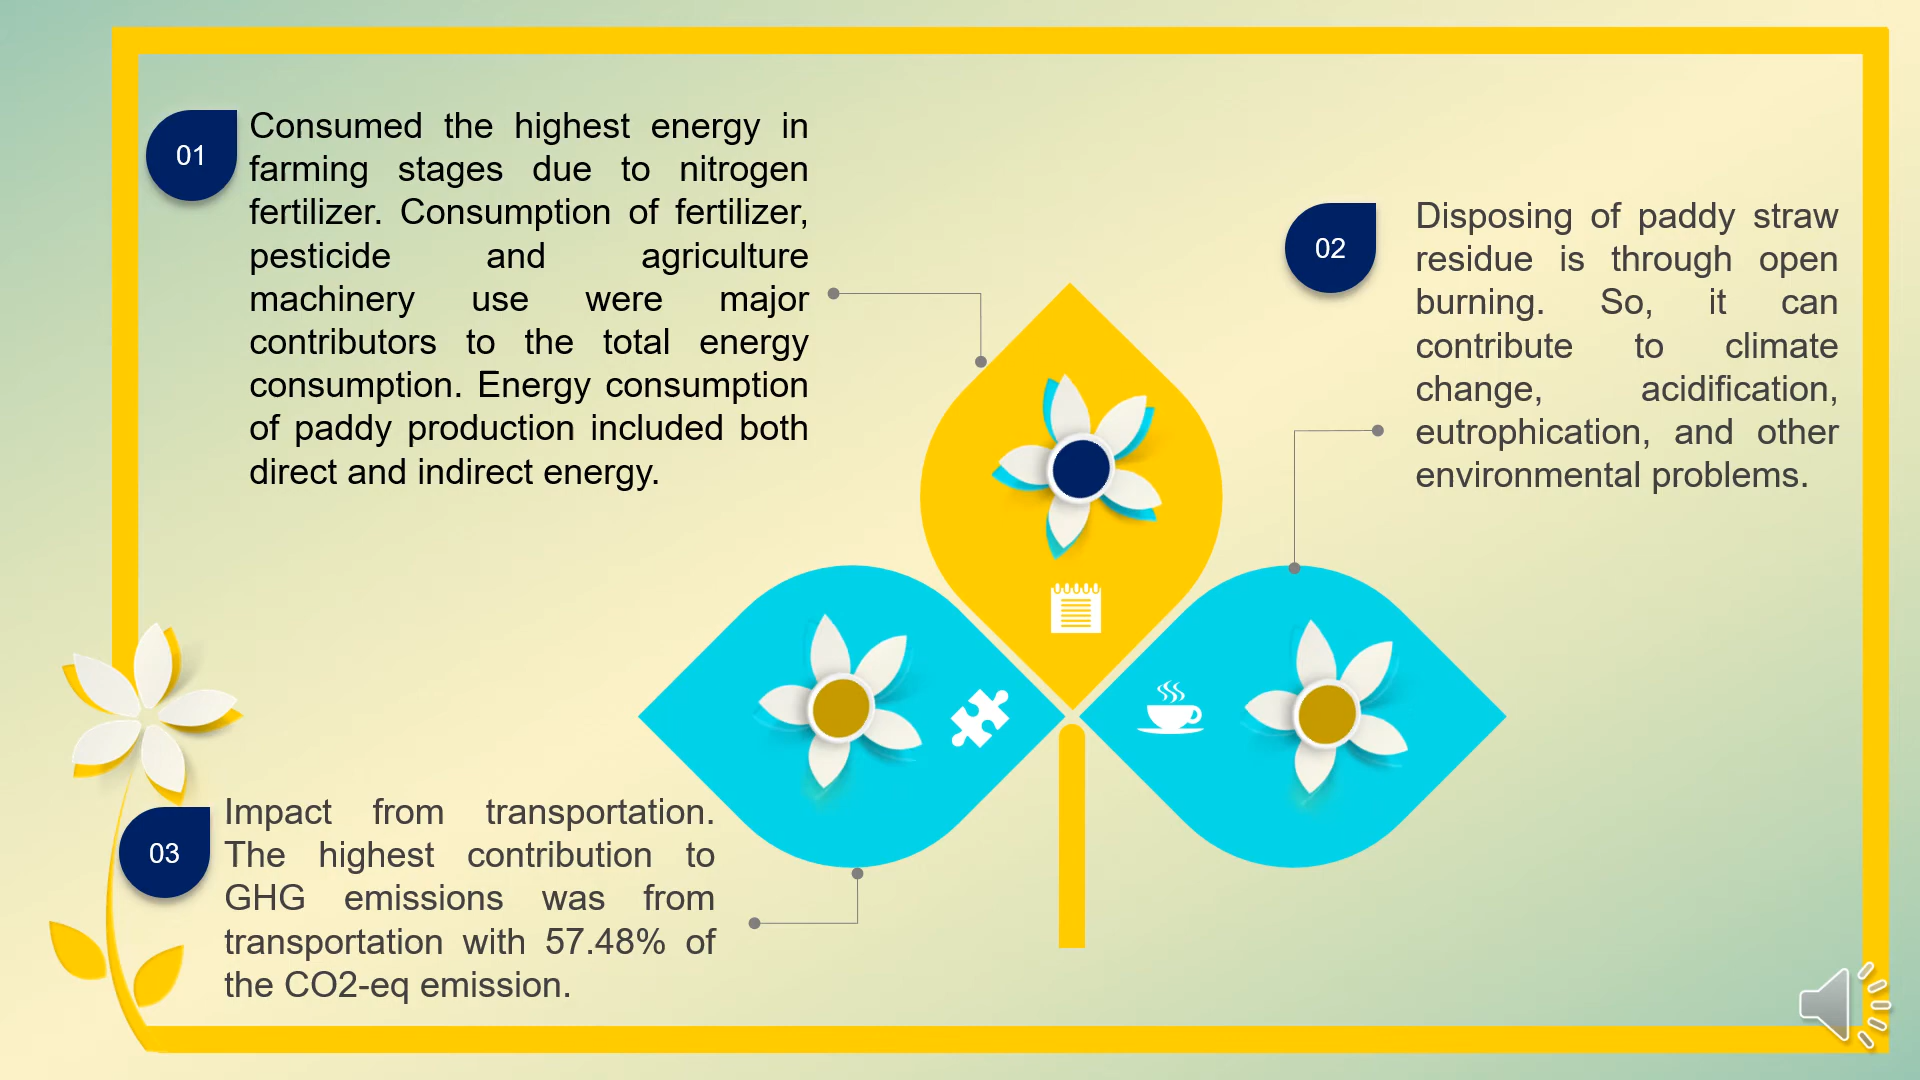 01
Consumed the highest energy in
farming stages due to nitrogen
fertilizer. Consumption of fertilizer,
pesticide and agriculture
machinery use were major
contributors to the total energy
consumption. Energy consumption
of paddy production included both
direct and indirect energy.
02
Disposing of paddy straw
residue is through open
burning. So, it can
contribute to climate
change, acidification,
eutrophication, and other
environmental problems.
03
Impact from transportation.
The highest contribution to
GHG emissions was from
transportation with 57.48% of
the CO2-eq emission.